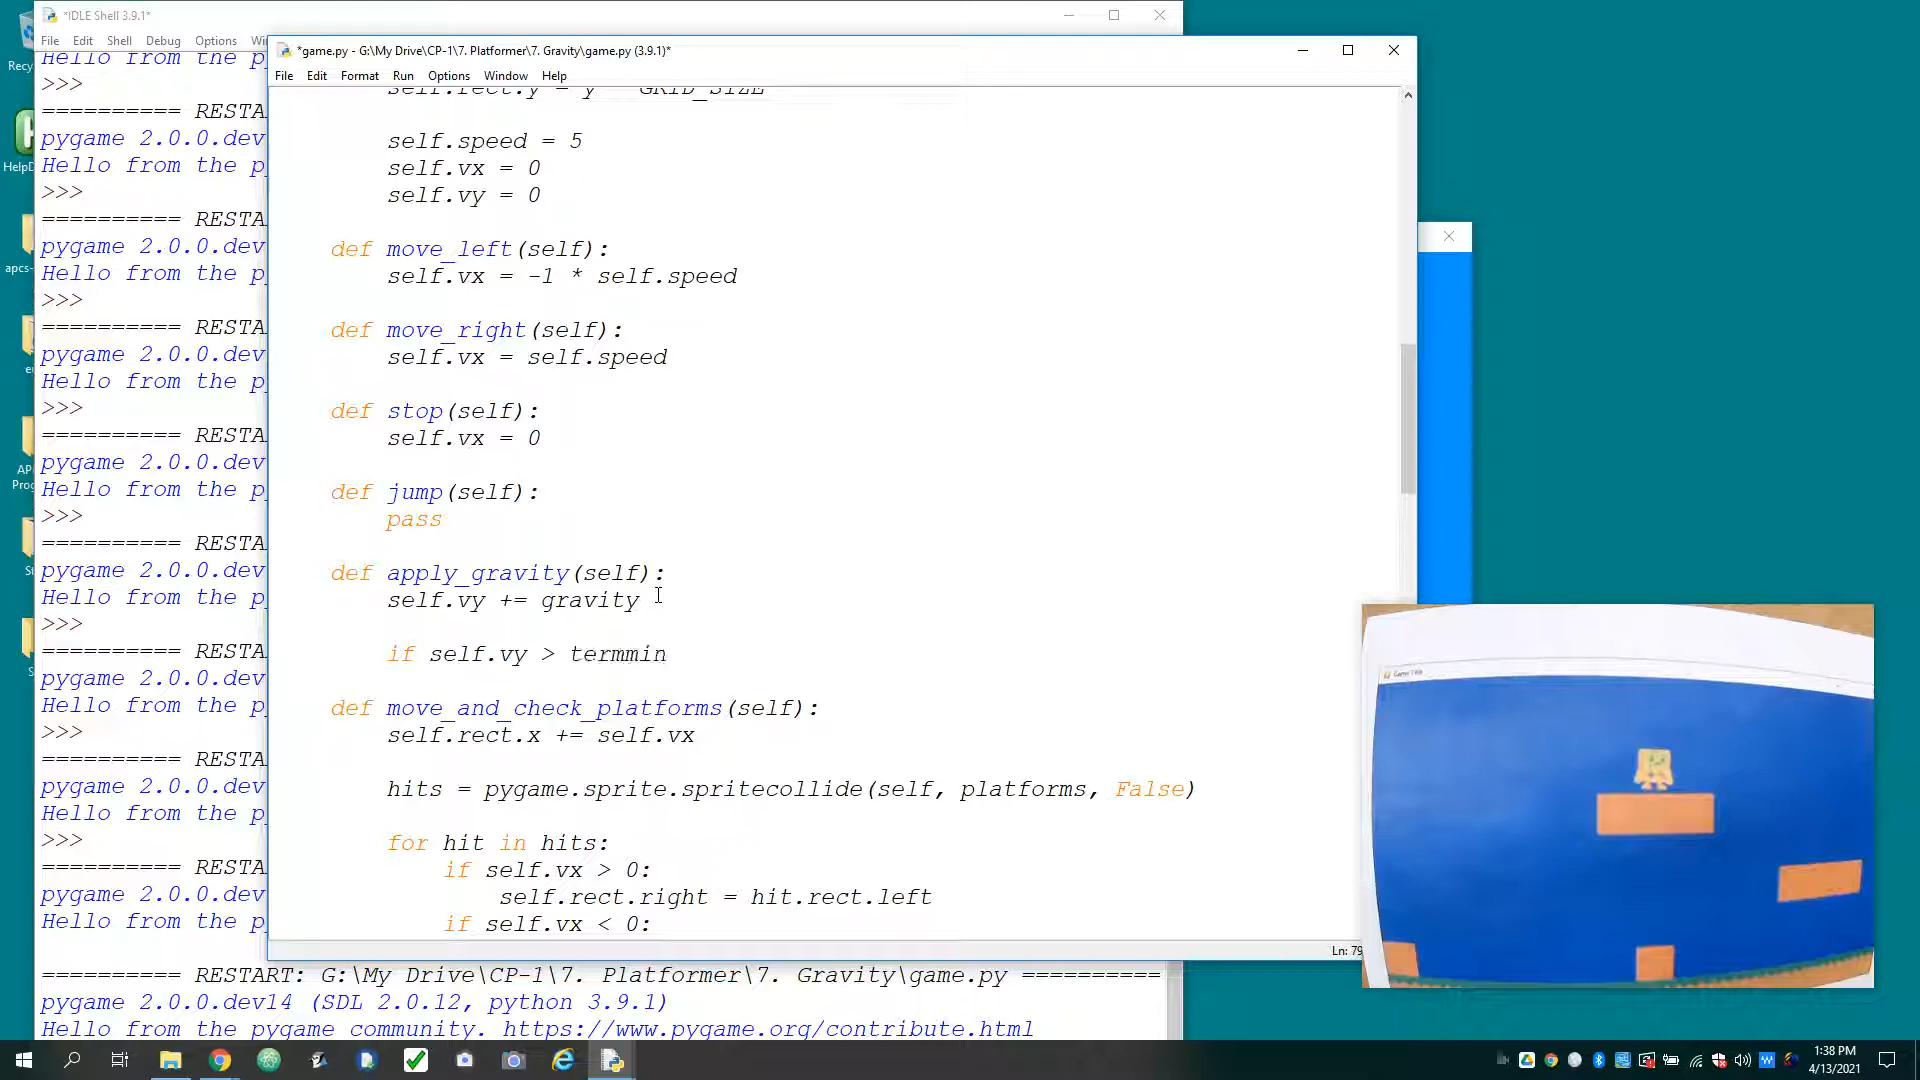 *IDLE Shell 3.9.1*
File Edit Shell Debug Options
Hello from the p
>>>
========== RESTA
pygame 2.0.0.dev
Hello from the p
>>>
========== RESTA
pygame 2.0.0.dev
Hello from the p
>>>
========== RESTA
pygame 2.0.0.dev
Hello from the p
>>>
========== RESTA
pygame 2.0.0.dev
Hello from the p
>>>
========== RESTA
pygame 2.0.0.dev
Hello from the p
>>>
========== RESTA
pygame 2.0.0.dev
Hello from the p
>>>
========== RESTA
pygame 2.0.0.dev
Hello from the p
>>>
========== RESTA
pygame 2.0.0.dev
Hello from the p
========== RESTART: G:\My Drive\CP-1\7. Platformer\7. Gravity\game.py ==========
pygame 2.0.0.dev14 (SDL 2.0.12, python 3.9.1)
Hello from the pygame community. https://www.pygame.org/contribute.html
*game.py - G:\My Drive\CP-1\7. Platformer\7. Gravity\game.py (3.9.1)*
File Edit Format Run Options Window Help
self.rect.y = y GRID_SIZE
self.speed = 5
self.vx = 0
self.vy = 0
def move_left(self):
self.vx = -1 * self.speed
def move_right(self):
self.vx = self.speed
def stop(self):
self.vx = 0
def jump(self):
pass
def apply_gravity(self):
self.vy += gravity
if self.vy > termmin
def move_and_check_platforms(self):
self.rect.x += self.vx
hits = pygame.sprite.spritecollide(self, platforms, False)
for hit in hits:
if self.vx > 0:
self.rect.right = hit.rect.left
if self.vx < 0:
Ln: 79
Game Title
1:38 PM
4/13/2021